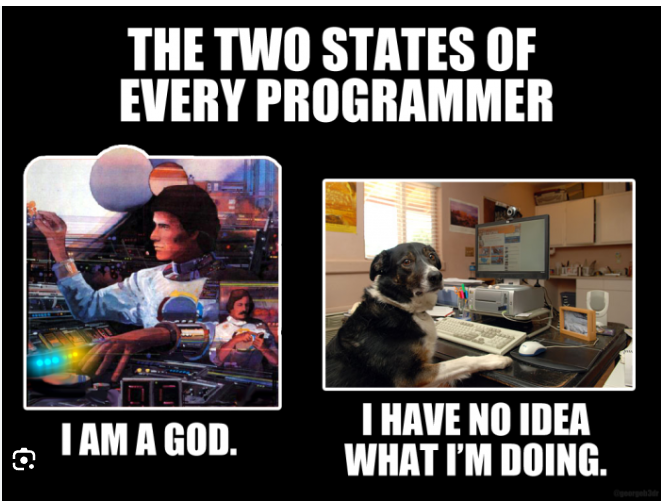 THE TWO STATES OF
EVERY PROGRAMMER
I AM A GOD.
I HAVE NO IDEA
WHAT I'M DOING.